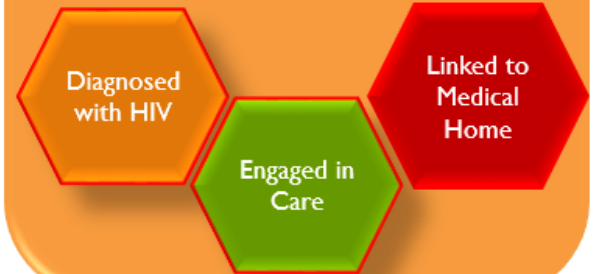 Diagnosed
with HIV
Engaged in
Care
Linked to
Medical
Home